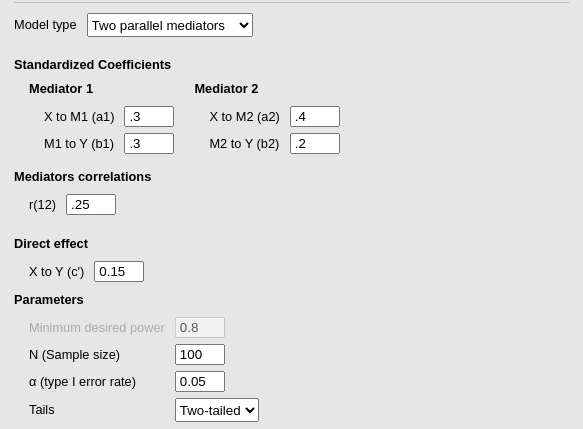 Model type Two parallel mediators
Standardized Coefficients
Mediator 1 Mediator 2
X to M1 (a1) .3 X to M2 (a2) .4
M1 to Y (b1) .3 M2 to Y (b2) .2
Mediators correlations
r(12) .25
Direct effect
X to Y (c') 0.15
Parameters
Minimum desired power 0.8
N (Sample size) 100
α (type I error rate) 0.05
Tails Two-tailed